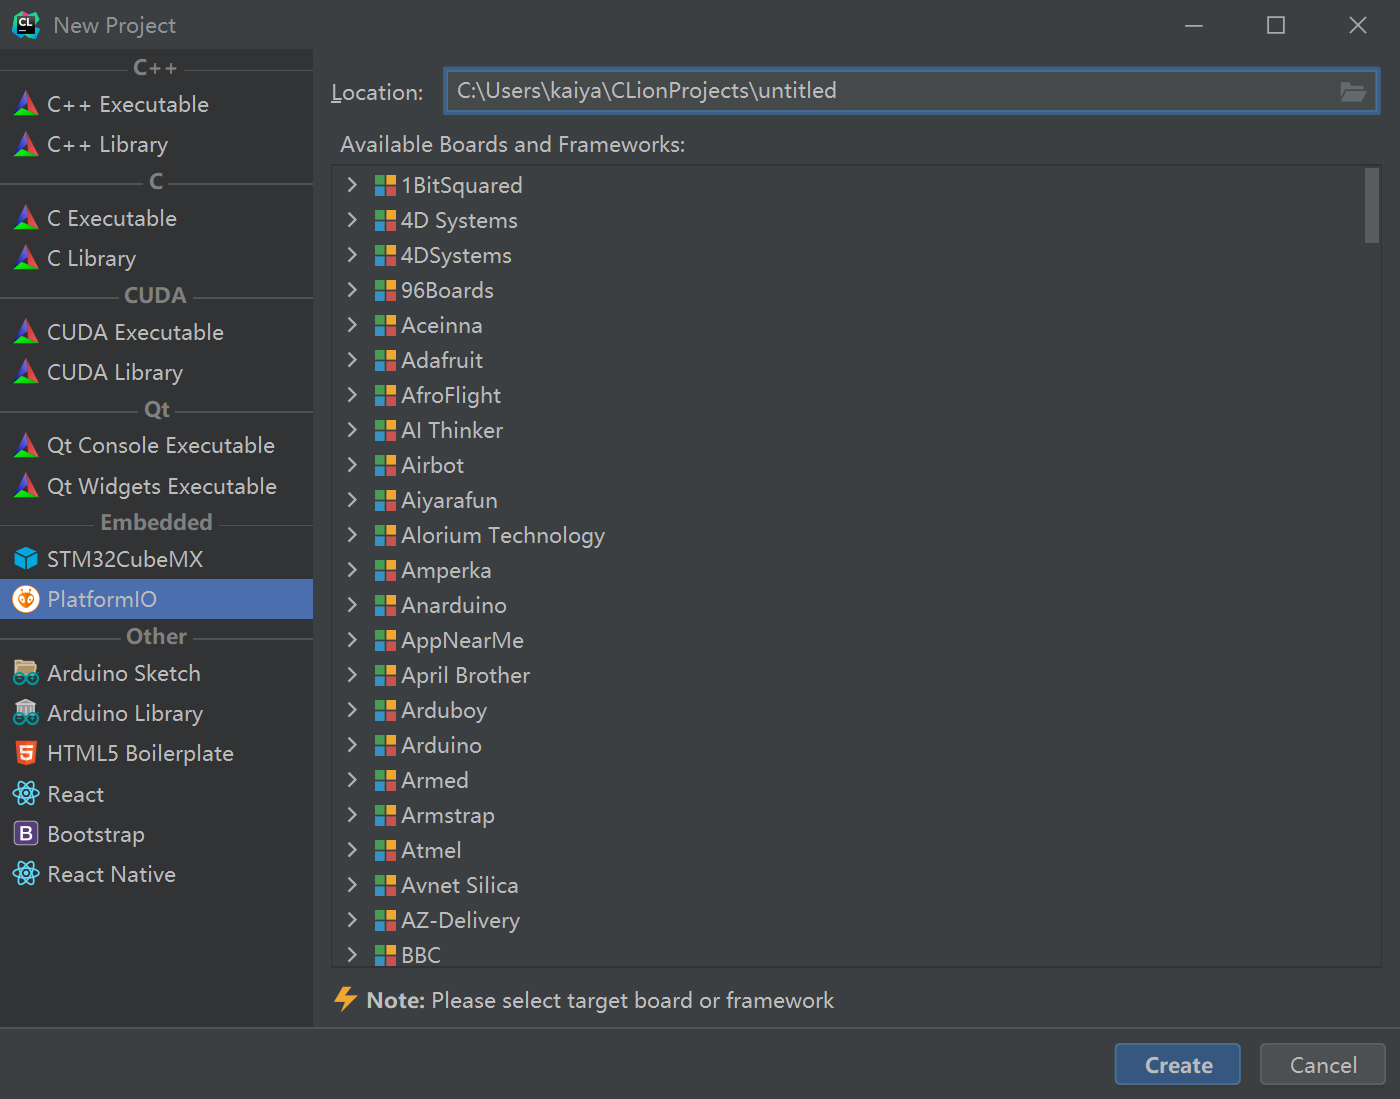 CL
New Project
C++
C++ Executable
C++ Library
C
C Executable
C Library
CUDA
CUDA Executable
CUDA Library
Qt
Qt Console Executable
Qt Widgets Executable
Embedded
STM32CubeMX
PlatformIO
Other
Arduino Sketch
Arduino Library
5 HTML5 Boilerplate
React
B Bootstrap
React Native
Location: C:\Users\kaiya\CLionProjects\untitled
Available Boards and Frameworks:
1BitSquared
4D Systems
4DSystems
96Boards
Aceinna
Adafruit
AfroFlight
AI Thinker
Airbot
Aiyarafun
Alorium Technology
Amperka
Anarduino
AppNearMe
April Brother
Arduboy
Arduino
Armed
Armstrap
Atmel
Avnet Silica
AZ-Delivery
BBC
Note: Please select target board or framework
Create
Cancel